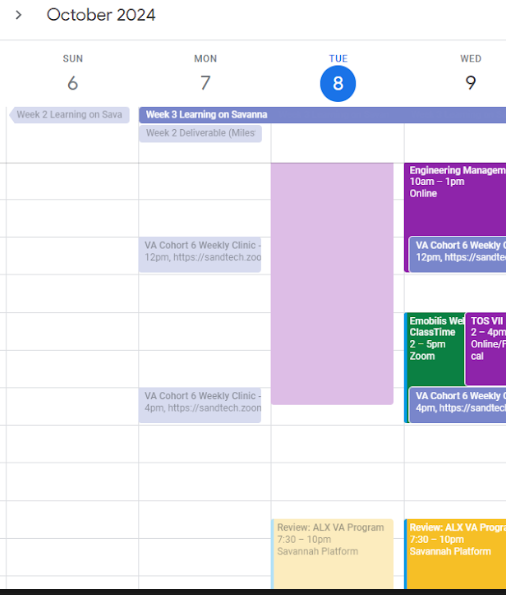 October 2024
SUN
MON
TUE
WED
6
7
8
9
Week 2 Learning on Sava
Week 3 Learning on Savanna
Week 2 Deliverable (Miles
Engineering Managem
10am – 1pm
Online
VA Cohort 6 Weekly Clinic -
12pm, https://sandtech.zoo
VA Cohort 6 Weekly C
12pm, https://sandtec
Emobilis We
ClassTime
2 – 5pm
Zoom
TOS VII
2 – 4pm
Online/F
cal
VA Cohort 6 Weekly Clinic -
4pm, https://sandtech.zoon
VA Cohort 6 Weekly C
4pm, https://sandtec
Review: ALX VA Program
7:30 – 10pm
Savannah Platform
Review: ALX VA Progra
7:30 – 10pm
Savannah Platform